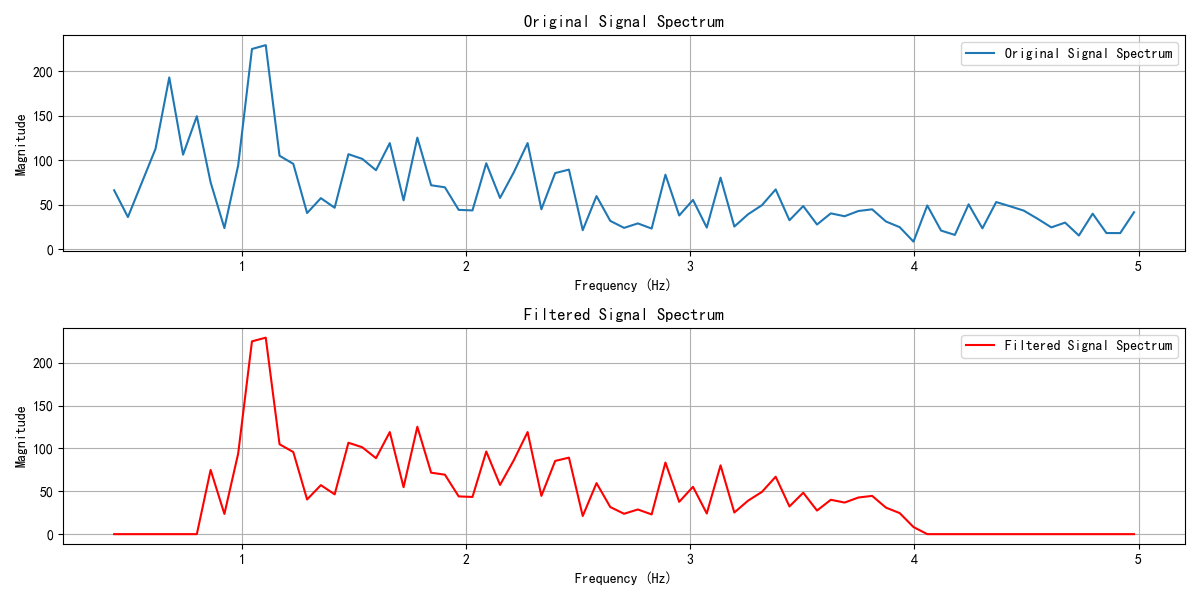 Original Signal Spectrum
Original Signal Spectrum
Magnitude
200
150
100
50
0
1 2 3 4 5
Frequency (Hz)
Filtered Signal Spectrum
Filtered Signal Spectrum
Magnitude
200
150
100
50
0
1 2 3 4 5
Frequency (Hz)